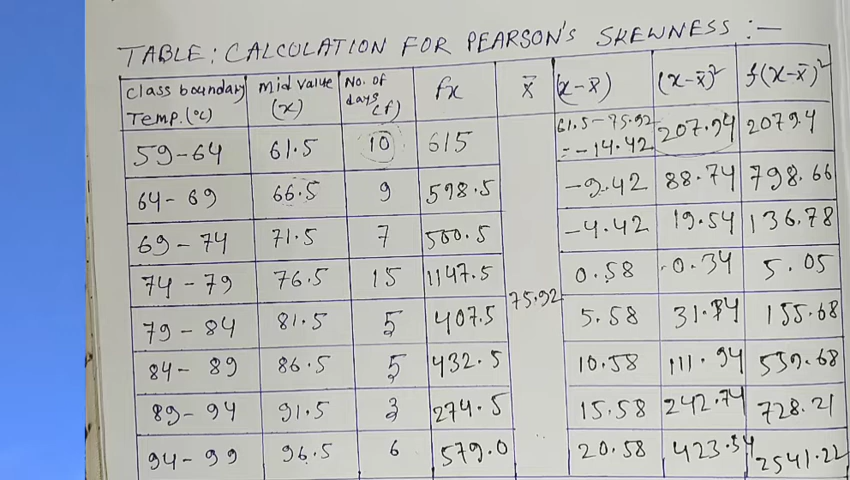 TABLE: CALCULATION FOR PEARSON'S SKEWNESS :-
Class boundary Temp.(°c) | Mid value (x) | No. of days (f) | fx | x̄ | (x-x̄) | (x-x̄)² | f(x-x̄)²
59-64 | 61.5 | 10 | 615 | 61.5-75.92 =-14.42 | 207.94 | 2079.4
64-69 | 66.5 | 9 | 598.5 | -9.42 | 88.74 | 798.66
69-74 | 71.5 | 7 | 500.5 | -4.42 | 19.54 | 136.78
74-79 | 76.5 | 15 | 1147.5 | 0.58 | 0.34 | 5.05
79-84 | 81.5 | 5 | 407.5 | 75.92 | 5.58 | 31.14 | 155.68
84-89 | 86.5 | 5 | 432.5 | 10.58 | 111.94 | 559.68
89-94 | 91.5 | 3 | 274.5 | 15.58 | 242.74 | 728.21
94-99 | 96.5 | 6 | 579.0 | 20.58 | 423.54 | 2541.22